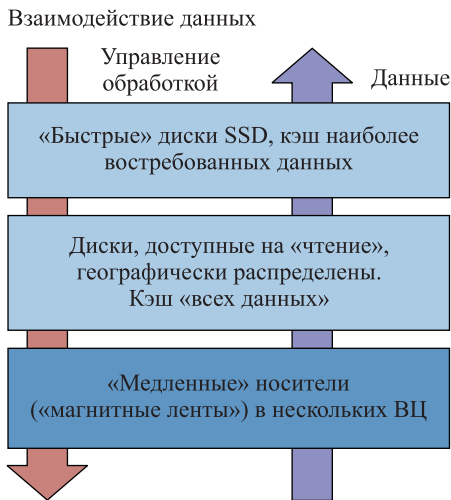 Взаимодействие данных
Управление
обработкой
Данные
«Быстрые» диски SSD, кэш наиболее
востребованных данных
Диски, доступные на «чтение»,
географически распределены.
Кэш «всех данных»
«Медленные» носители
(«магнитные ленты») в нескольких ВЦ